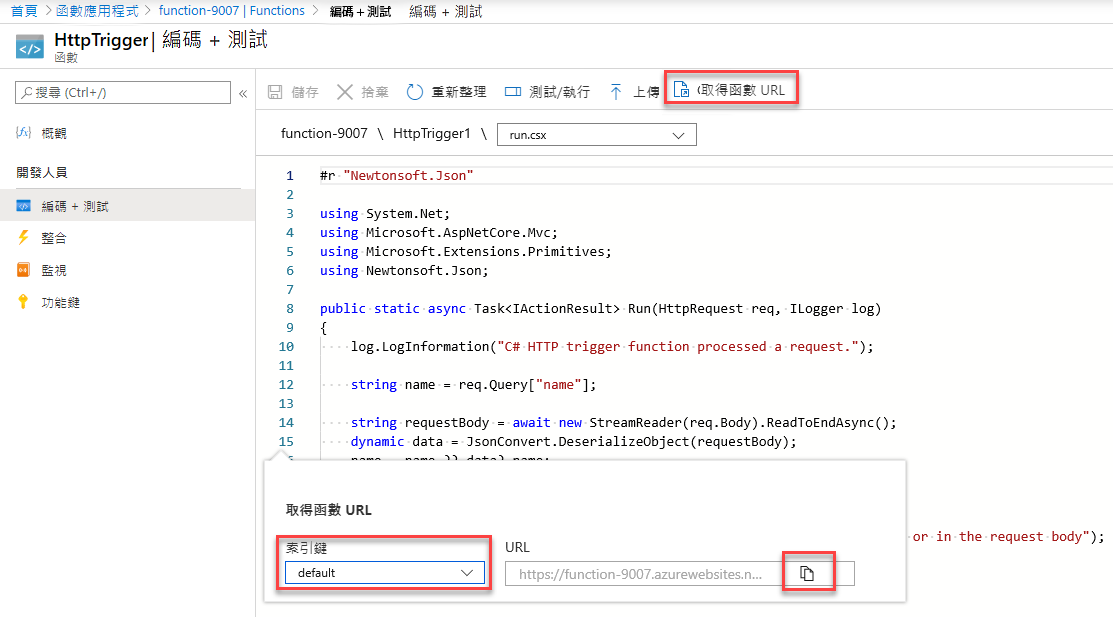 首頁 > 函數應用程式 > function-9007 | Functions > 編碼 + 測試 編碼 + 測試
HttpTrigger | 編碼 + 測試
函數
搜尋 (Ctrl+/)
«
儲存 捨棄 重新整理 測試/執行 上傳 (取得函數 URL
概觀
開發人員
編碼 + 測試
整合
監視
功能鍵
function-9007 \ HttpTrigger1 \ run.csx
1 #r "Newtonsoft.Json"
2
3 using System.Net;
4 using Microsoft.AspNetCore.Mvc;
5 using Microsoft.Extensions.Primitives;
6 using Newtonsoft.Json;
7
8 public static async Task<IActionResult> Run(HttpRequest req, ILogger log)
9 {
10 log.LogInformation("C# HTTP trigger function processed a request.");
11
12 string name = req.Query["name"];
13
14 string requestBody = await new StreamReader(req.Body).ReadToEndAsync();
15 dynamic data = JsonConvert.DeserializeObject(requestBody);
name = name ?? data?.name;
or in the request body");
取得函數 URL
索引鍵 URL
default https://function-9007.azurewebsites.n...